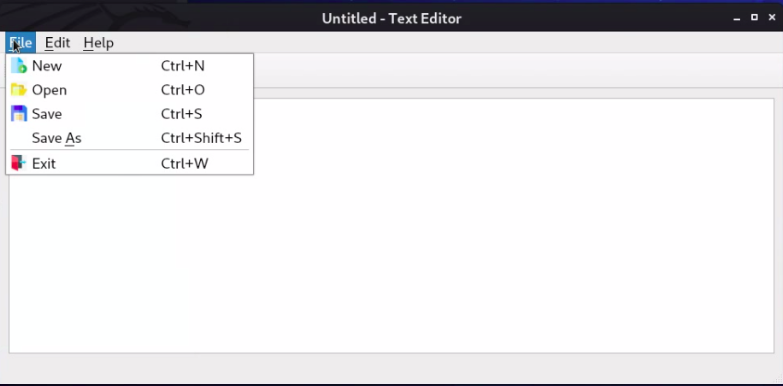 Untitled - Text Editor
File Edit Help
New Ctrl+N
Open Ctrl+O
Save Ctrl+S
Save As Ctrl+Shift+S
Exit Ctrl+W